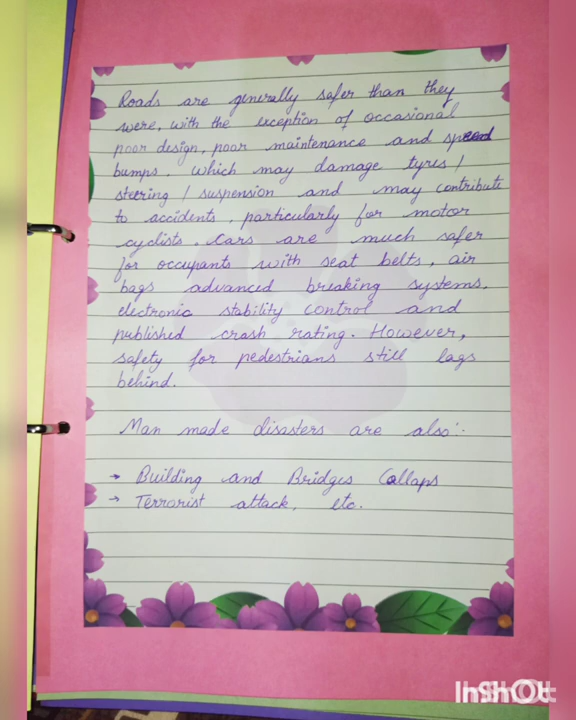 Roads are generally safer than they
were, with the exception of occasional
poor design, poor maintenance and speed
bumps, which may damage tyres /
steering / suspension and may contribute
to accidents, particularly for motor
cyclists. Cars are much safer
for occupants with seat belts, air
bags advanced breaking systems,
electronic stability control and
published crash rating. However,
safety for pedestrians still lags
behind.
Man made disasters are also :-
→ Building and Bridges Collaps
→ Terrorist attack, etc.
InShOt